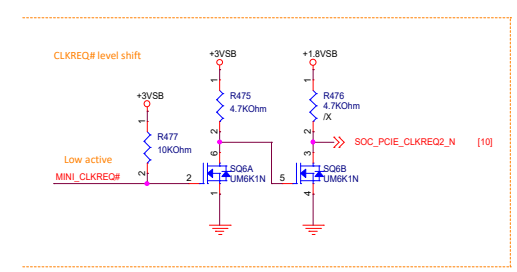 CLKREQ# level shift
+3VSB
+1.8VSB
+3VSB
1
R475
4.7KOhm
2
1
R476
4.7KOhm
/X
2
1
R477
10KOhm
2
SOC_PCIE_CLKREQ2_N [10]
Low active
MINI_CLKREQ#
2
6
SQ6A
UM6K1N
1
5
3
SQ6B
UM6K1N
4